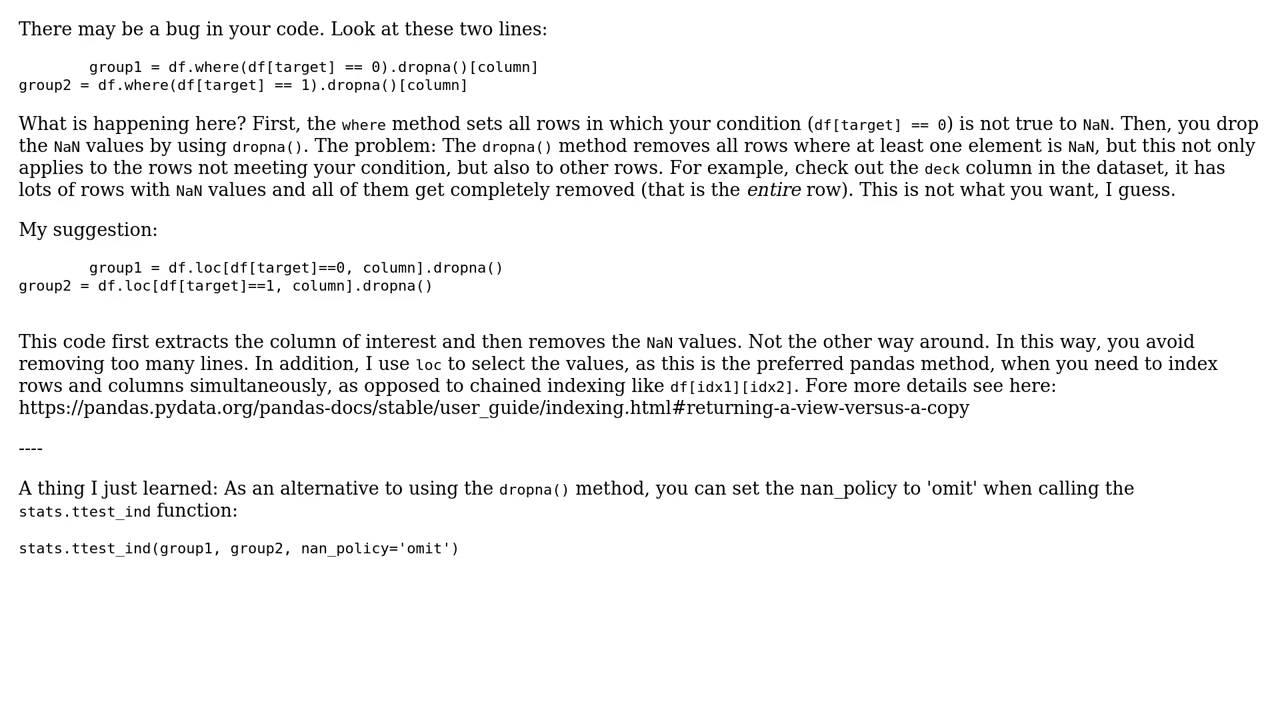 There may be a bug in your code. Look at these two lines:
group1 = df.where(df[target] == 0).dropna()[column]
group2 = df.where(df[target] == 1).dropna()[column]
What is happening here? First, the where method sets all rows in which your condition (df[target] == 0) is not true to NaN. Then, you drop
the NaN values by using dropna(). The problem: The dropna() method removes all rows where at least one element is NaN, but this not only
applies to the rows not meeting your condition, but also to other rows. For example, check out the deck column in the dataset, it has
lots of rows with NaN values and all of them get completely removed (that is the entire row). This is not what you want, I guess.
My suggestion:
group1 = df.loc[df[target]==0, column].dropna()
group2 = df.loc[df[target]==1, column].dropna()
This code first extracts the column of interest and then removes the NaN values. Not the other way around. In this way, you avoid
removing too many lines. In addition, I use loc to select the values, as this is the preferred pandas method, when you need to index
rows and columns simultaneously, as opposed to chained indexing like df[idx1][idx2]. Fore more details see here:
https://pandas.pydata.org/pandas-docs/stable/user_guide/indexing.html#returning-a-view-versus-a-copy
----
A thing I just learned: As an alternative to using the dropna() method, you can set the nan_policy to 'omit' when calling the
stats.ttest_ind function:
stats.ttest_ind(group1, group2, nan_policy='omit')